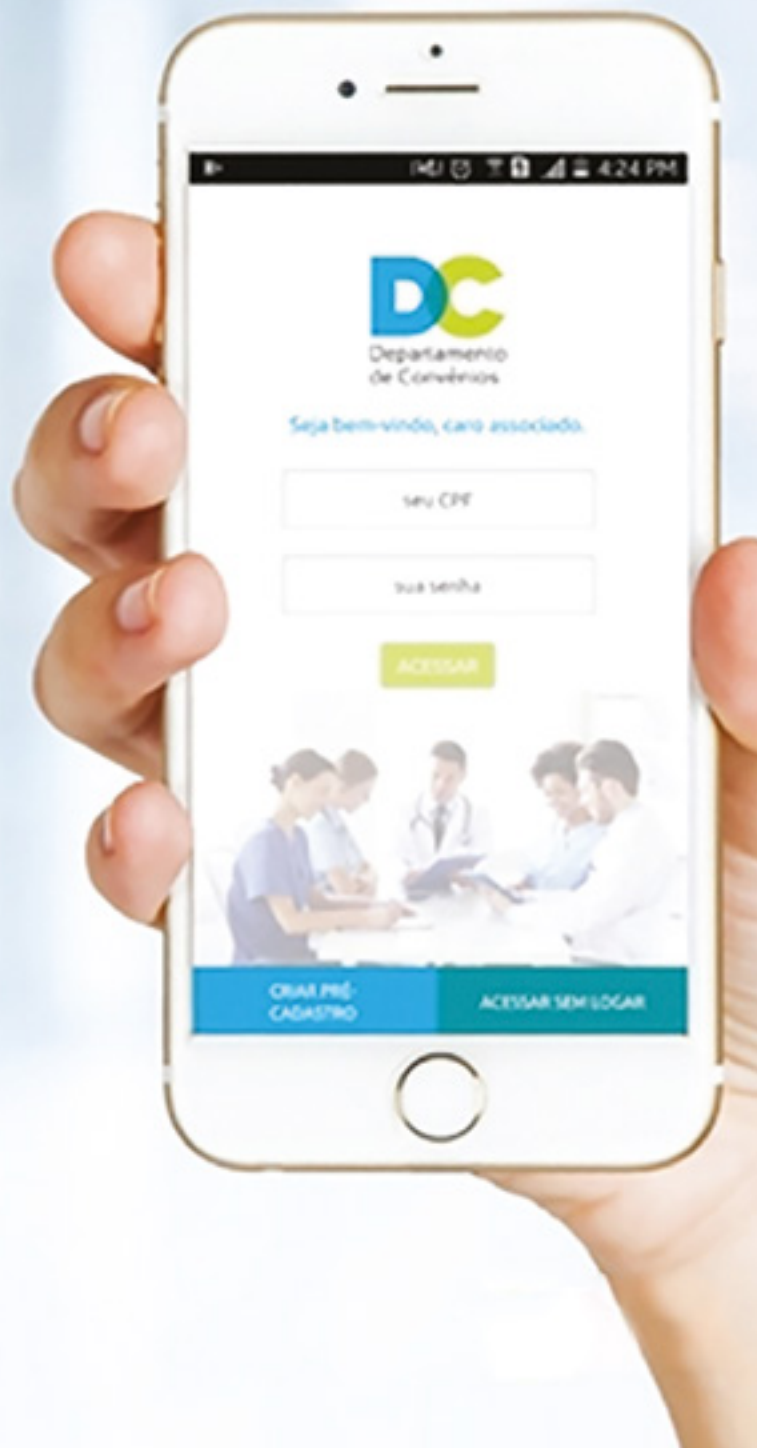 4:24 PM
DC
Departamento
de Convênios
Seja bem-vindo, caro associado.
seu CPF
sua senha
ACESSAR
CRIAR PRÉ-
CADASTRO
ACESSAR SEM LOGAR